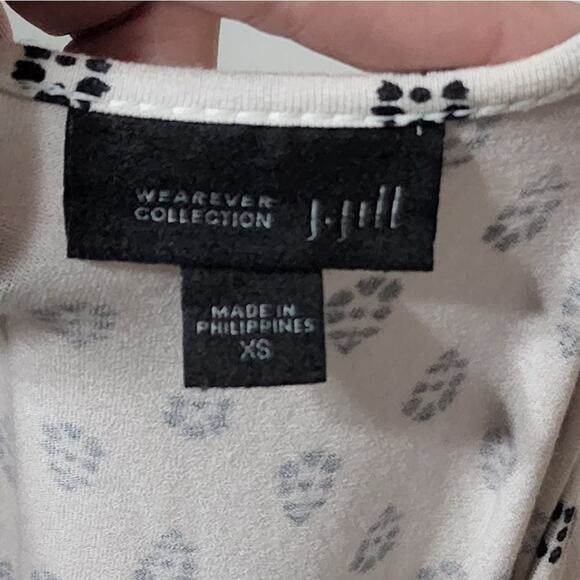 WEAREVER
COLLECTION
J.Jill
MADE IN
PHILIPPINES
XS